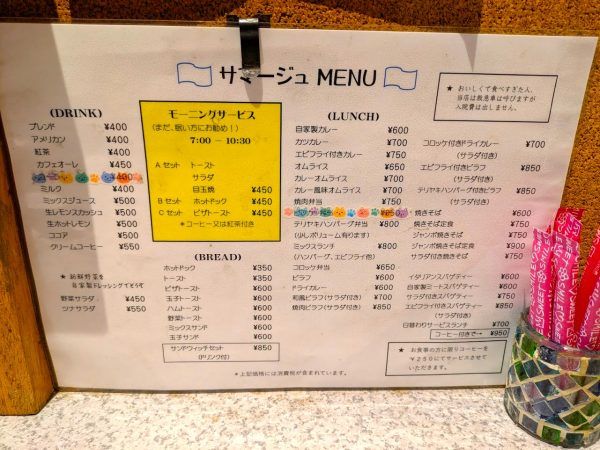 サマージュ MENU
★ おいしくて食べすぎた人、
当店は救急車は呼びますが
入院費は出しません。
(DRINK)
ブレンド ¥400
アメリカン ¥400
紅茶 ¥400
カフェオーレ ¥450
ミルク ¥400
ミックスジュース ¥500
生レモンスカッシュ ¥500
生ホットレモン ¥500
ココア ¥500
クリームコーヒー ¥550
★ 新鮮野菜を
自家製ドレッシングでどうぞ
野菜サラダ ¥450
ツナサラダ ¥550
モーニングサービス
(まだ、眠い方にお勧め!)
7:00 - 10:30
Aセット トースト
サラダ
目玉焼 ¥450
Bセット ホットドック ¥450
Cセット ピザトースト ¥450
*コーヒー又は紅茶付き
(BREAD)
ホットドック ¥350
トースト ¥350
ピザトースト ¥600
玉子トースト ¥600
ハムトースト ¥600
野菜トースト ¥600
ミックスサンド ¥600
玉子サンド ¥600
サンドウィッチセット ¥850
(ドリンク付)
(LUNCH)
自家製カレー ¥600
カツカレー ¥700
エビフライ付きカレー ¥750
オムライス ¥650
カレーオムライス ¥700
カレー風味オムライス ¥700
焼肉弁当 ¥750
テリヤキハンバーグ弁当 ¥800
(少しボリューム有ります)
ミックスランチ ¥800
(ハンバーグ、エビフライ他)
コロッケ弁当 ¥650
ピラフ ¥650
ドライカレー ¥650
和風ピラフ(サラダ付き) ¥700
焼肉ピラフ(サラダ付き) ¥750
コロッケ付きドライカレー ¥700
(サラダ付き)
エビフライ付きピラフ ¥850
(サラダ付き)
テリヤキハンバーグ付きピラフ ¥850
(サラダ付き)
焼きそば ¥600
焼きそば定食 ¥750
ジャンボ焼きそば ¥750
ジャンボ焼きそば定食 ¥900
イタリアンスパゲティー ¥600
自家製ミートスパゲティー ¥600
サラダ付きスパゲティー ¥750
エビフライ付きスパゲティー ¥850
(サラダ付き)
日替わりサービスランチ ¥700
コーヒー付きで→ ¥950
★ お食事の方に限りコーヒーを
¥250にてサービスさせて
いただきます。
*上記価格には消費税が含まれています。